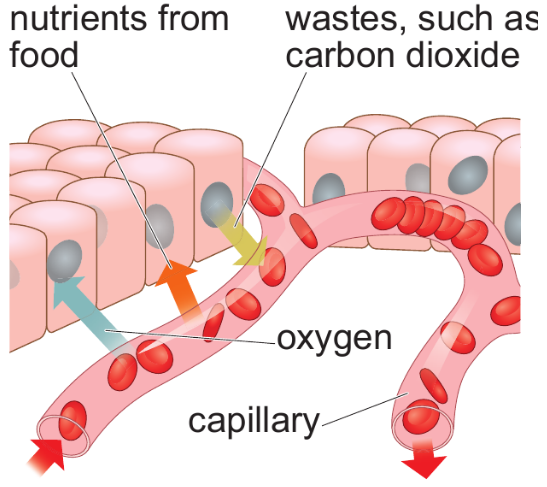 nutrients from
food
wastes, such as
carbon dioxide
oxygen
capillary